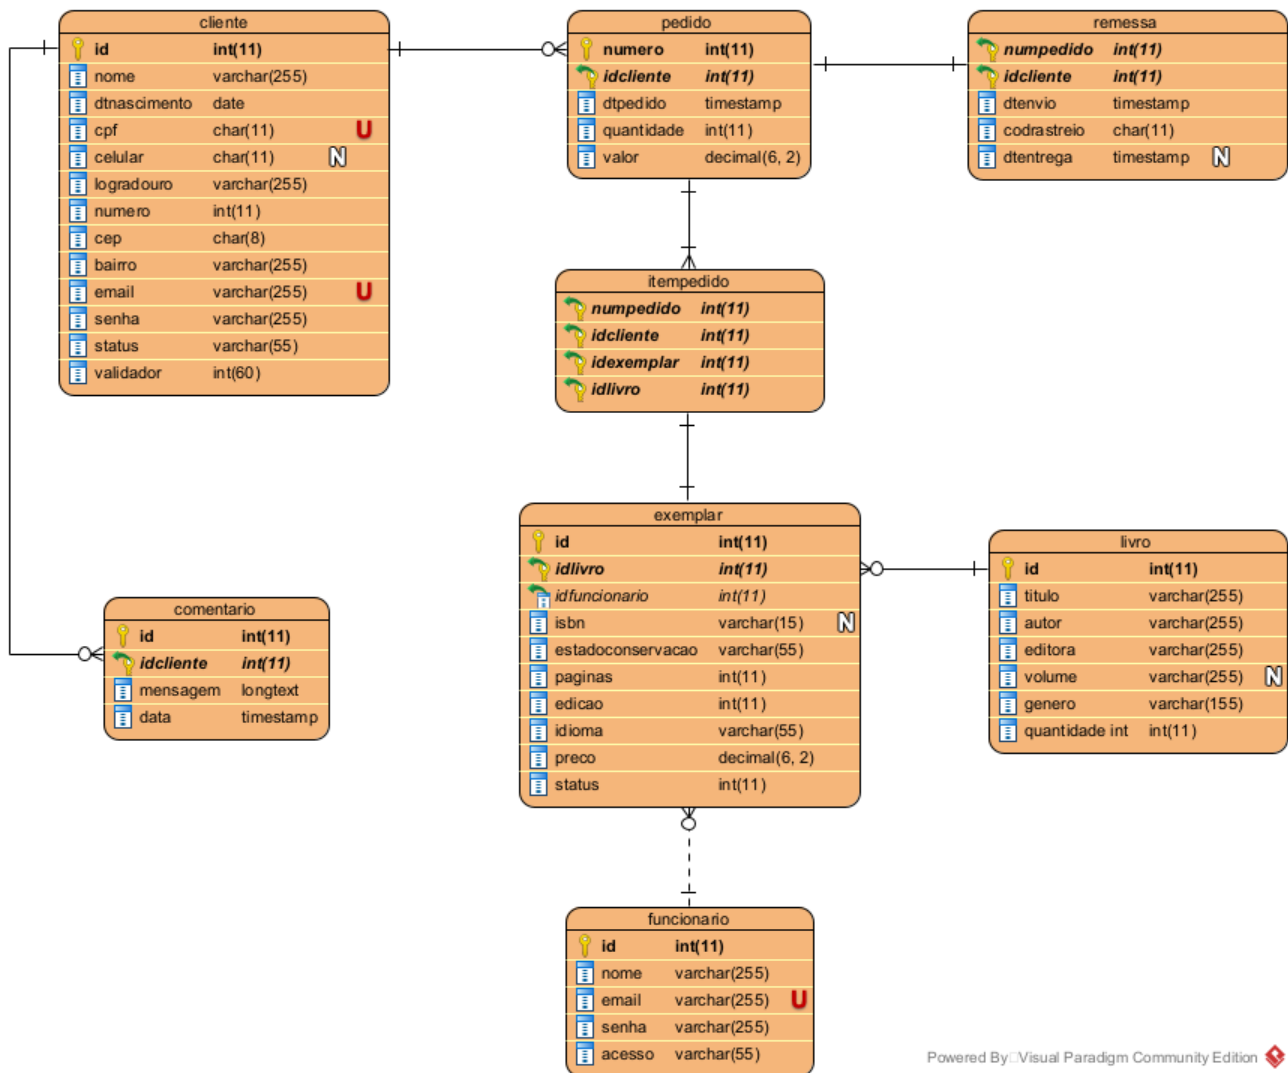 cliente
id int(11)
nome varchar(255)
dtnascimento date
cpf char(11) U
celular char(11) N
logradouro varchar(255)
numero int(11)
cep char(8)
bairro varchar(255)
email varchar(255) U
senha varchar(255)
status varchar(55)
validador int(60)
pedido
numero int(11)
idcliente int(11)
dtpedido timestamp
quantidade int(11)
valor decimal(6, 2)
remessa
numpedido int(11)
idcliente int(11)
dtenvio timestamp
codrastreio char(11)
dtentrega timestamp N
itempedido
numpedido int(11)
idcliente int(11)
idexemplar int(11)
idlivro int(11)
exemplar
id int(11)
idlivro int(11)
idfuncionario int(11)
isbn varchar(15) N
estadoconservacao varchar(55)
paginas int(11)
edicao int(11)
idioma varchar(55)
preco decimal(6, 2)
status int(11)
livro
id int(11)
titulo varchar(255)
autor varchar(255)
editora varchar(255)
volume varchar(255) N
genero varchar(155)
quantidade int int(11)
comentario
id int(11)
idcliente int(11)
mensagem longtext
data timestamp
funcionario
id int(11)
nome varchar(255)
email varchar(255) U
senha varchar(255)
acesso varchar(55)
Powered By Visual Paradigm Community Edition